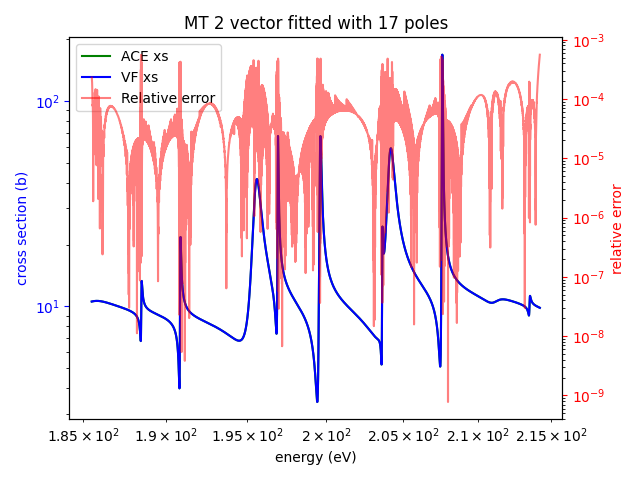 MT 2 vector fitted with 17 poles
ACE xs
VF xs
Relative error
cross section (b)
10²
10¹
10⁻³
10⁻⁴
10⁻⁵
10⁻⁶
10⁻⁷
10⁻⁸
10⁻⁹
relative error
1.85 × 10² 1.9 × 10² 1.95 × 10² 2 × 10² 2.05 × 10² 2.1 × 10² 2.15 × 10²
energy (eV)